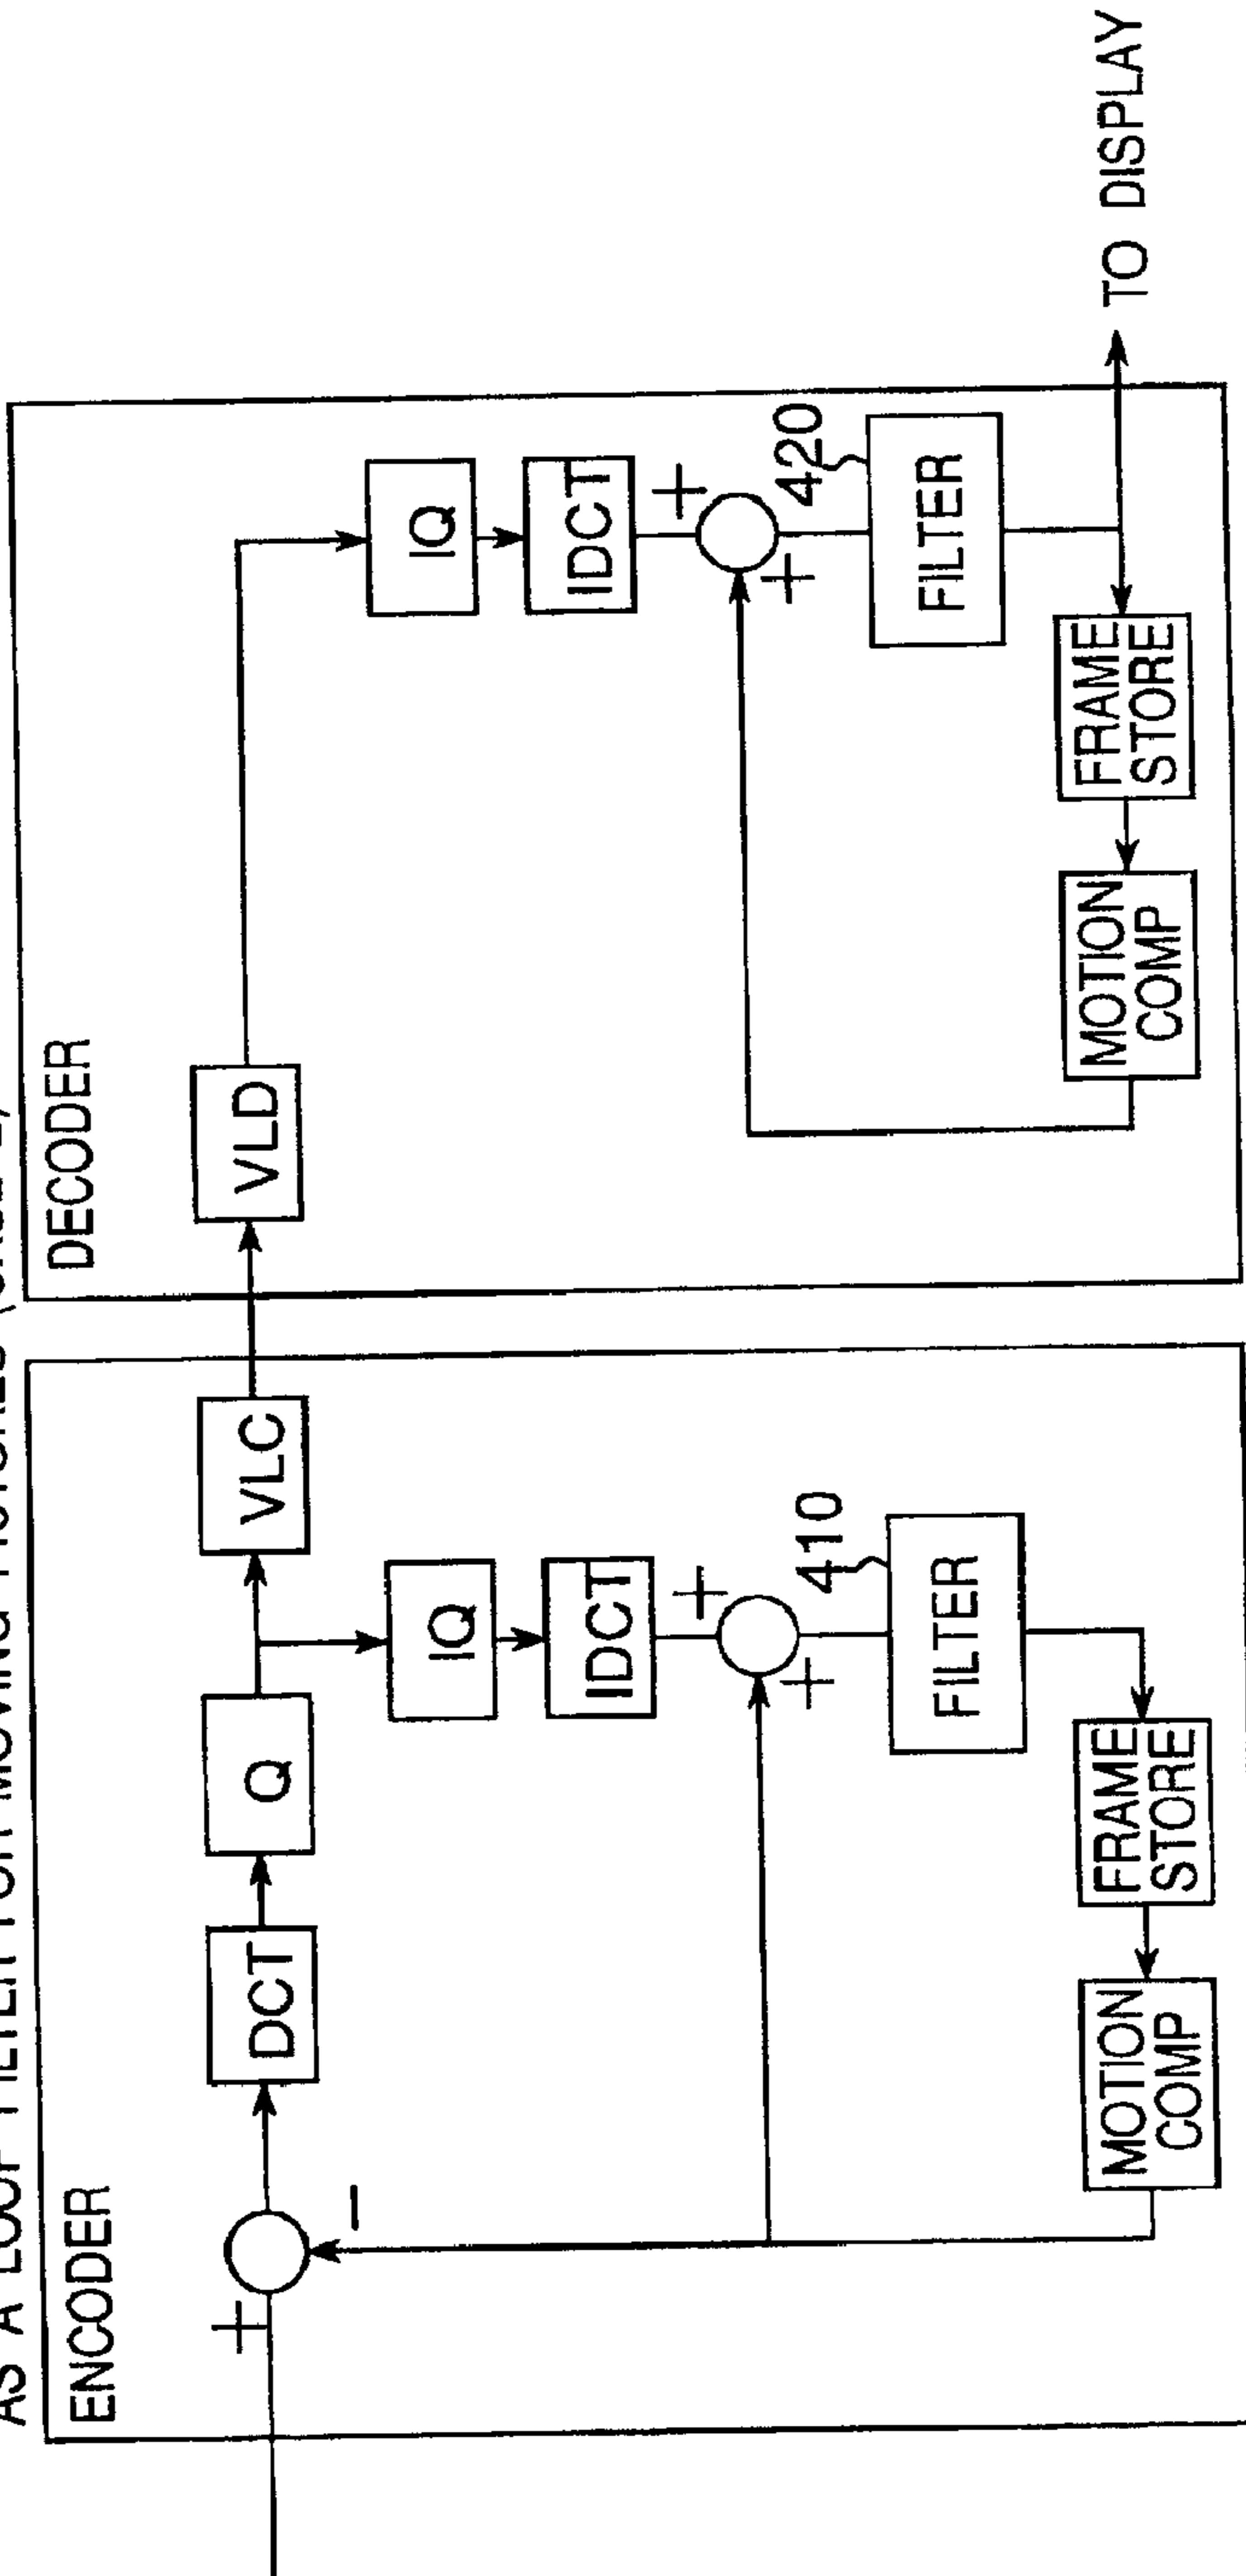 AS A LOOP FILTER FOR MOVING PICTURES
ENCODER
+
−
DCT
Q
VLC
IQ
IDCT
+
+
410
FILTER
FRAME
STORE
MOTION
COMP
DECODER
VLD
IQ
IDCT
+
+
420
FILTER
FRAME
STORE
MOTION
COMP
TO DISPLAY